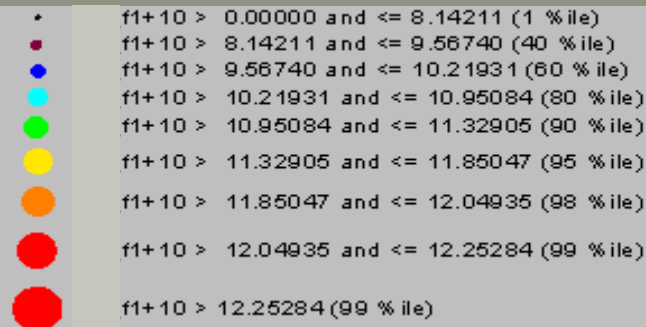 f1+10 > 0.00000 and <= 8.14211 (1 %ile)
f1+10 > 8.14211 and <= 9.56740 (40 %ile)
f1+10 > 9.56740 and <= 10.21931 (60 %ile)
f1+10 > 10.21931 and <= 10.95084 (80 %ile)
f1+10 > 10.95084 and <= 11.32905 (90 %ile)
f1+10 > 11.32905 and <= 11.85047 (95 %ile)
f1+10 > 11.85047 and <= 12.04935 (98 %ile)
f1+10 > 12.04935 and <= 12.25284 (99 %ile)
f1+10 > 12.25284 (99 %ile)